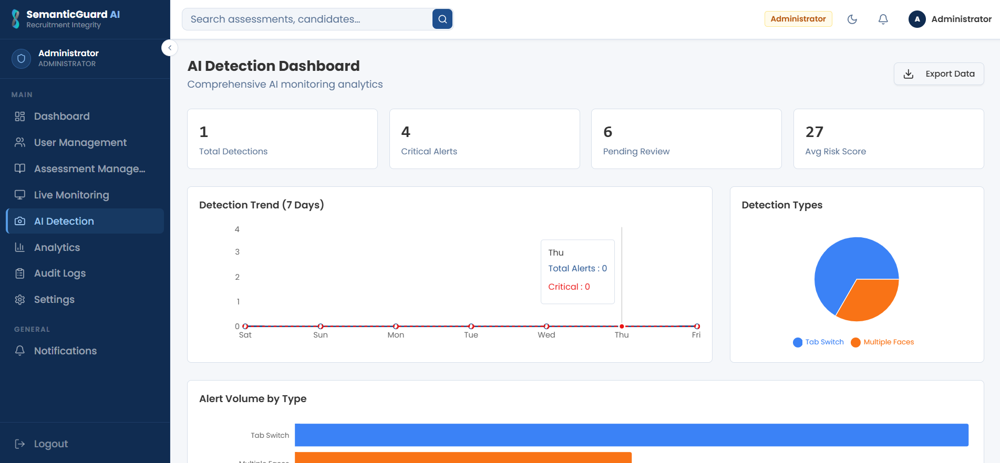 SemanticGuard AI
Recruitment Integrity
Search assessments, candidates...
Administrator
A
Administrator
Administrator
ADMINISTRATOR
MAIN
Dashboard
User Management
Assessment Manage...
Live Monitoring
AI Detection
Analytics
Audit Logs
Settings
GENERAL
Notifications
Logout
AI Detection Dashboard
Comprehensive AI monitoring analytics
Export Data
1
Total Detections
4
Critical Alerts
6
Pending Review
27
Avg Risk Score
Detection Trend (7 Days)
4
3
2
1
0
Sat
Sun
Mon
Tue
Wed
Thu
Fri
Thu
Total Alerts : 0
Critical : 0
Detection Types
Tab Switch
Multiple Faces
Alert Volume by Type
Tab Switch
Multiple Faces